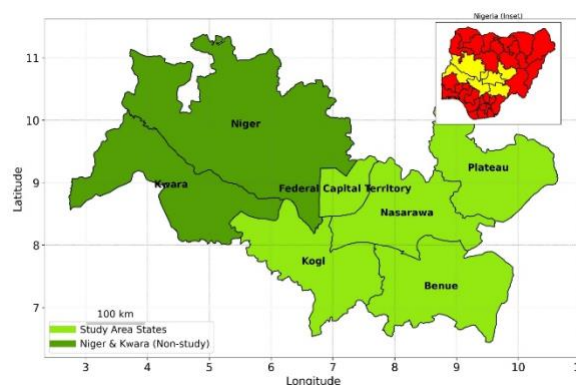 Nigeria (Inset)
11
10
9
8
7
Latitude
Niger
Kwara
Federal Capital Territory
Plateau
Nasarawa
Kogi
Benue
100 km
Study Area States
Niger & Kwara (Non-study)
3 4 5 6 7 8 9 10 11
Longitude